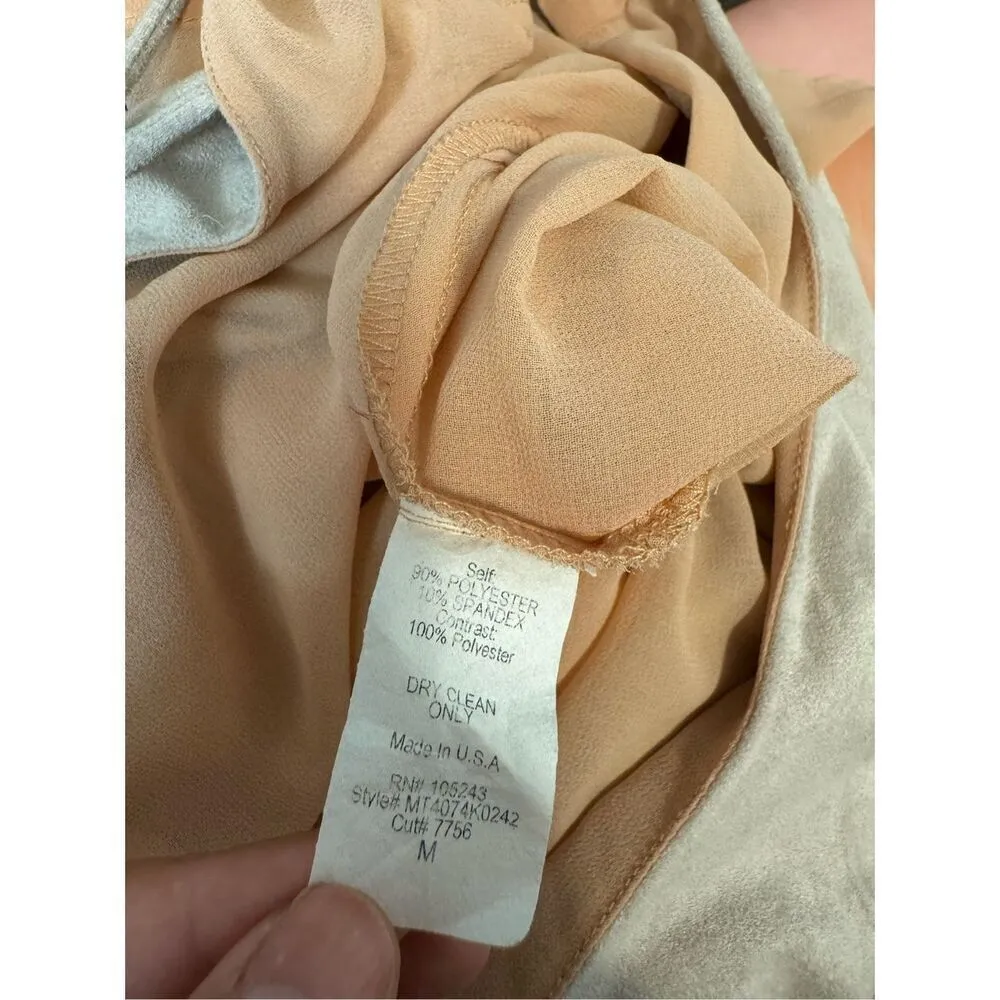 Self:
90% POLYESTER
10% SPANDEX
Contrast:
100% Polyester
DRY CLEAN
ONLY
Made In U.S.A
RN# 105243
Style# MT4074K0242
Cut# 7756
M